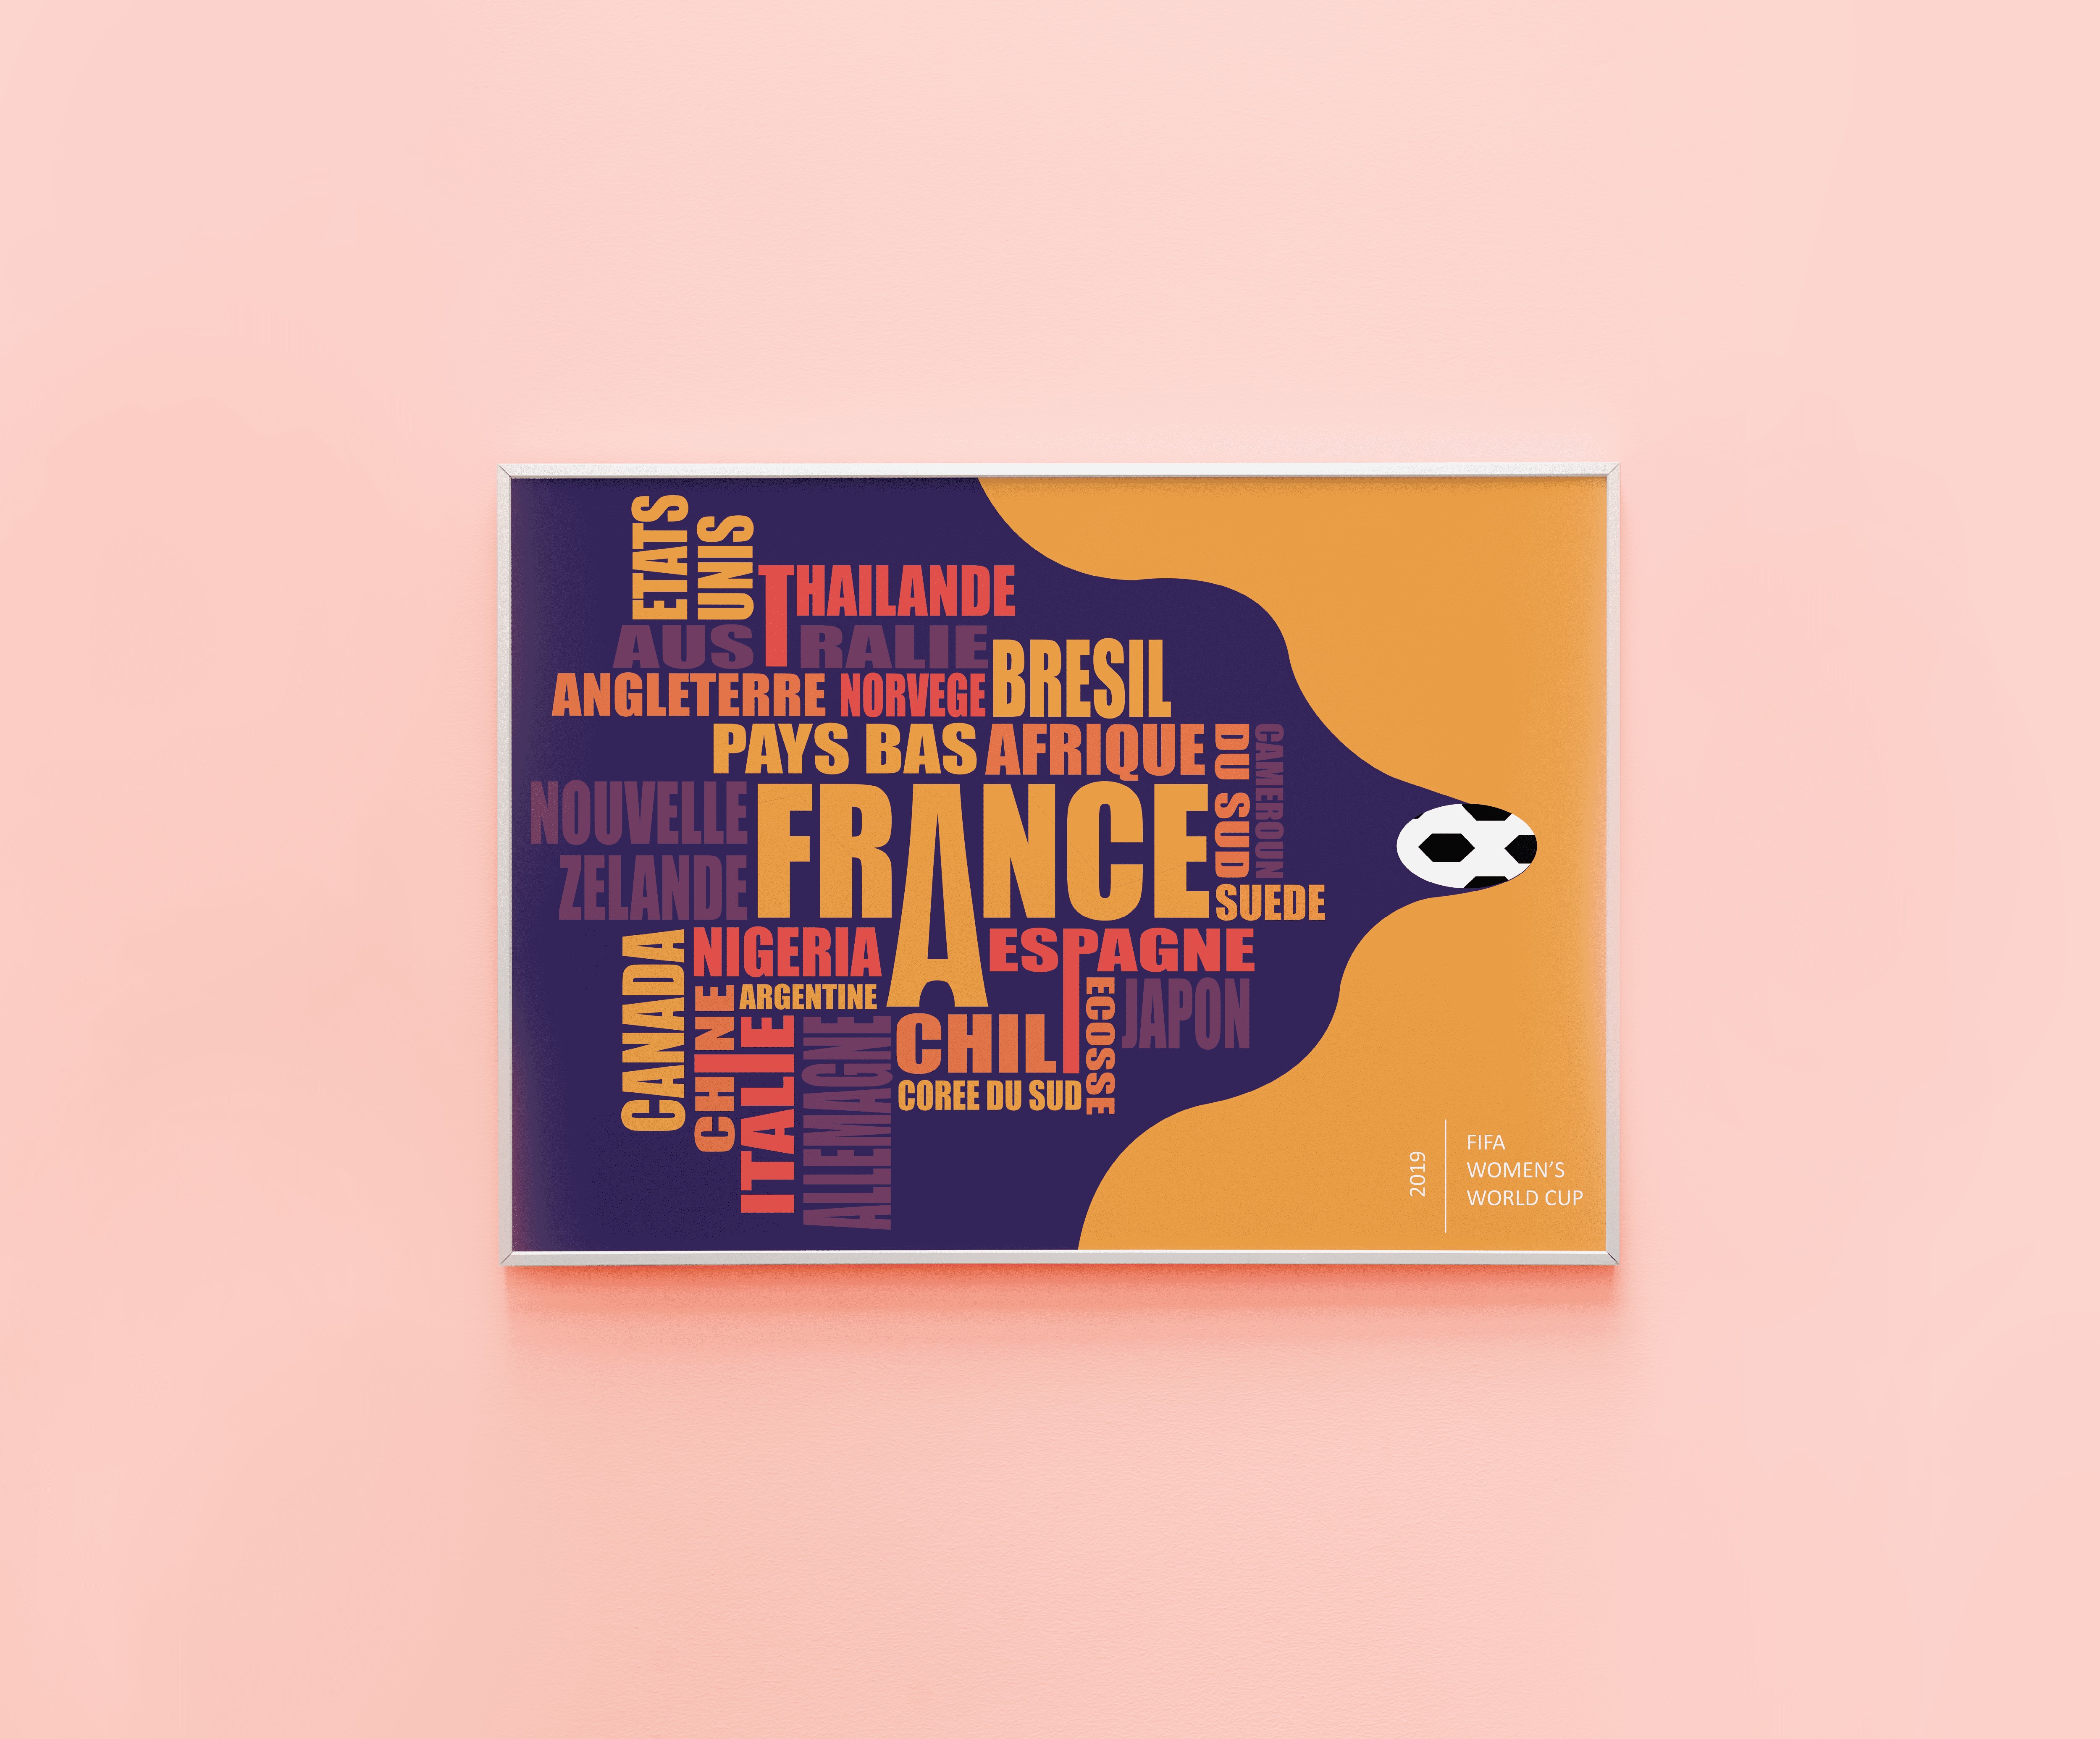 ETATS
UNIS
THAILANDE
AUSTRALIE
BRESIL
ANGLETERRE NORVEGE
PAYS BAS AFRIQUE
DU SUD
CAMEROUN
NOUVELLE
ZELANDE
FRANCE
SUEDE
CANADA
NIGERIA
ESPAGNE
CHINE
ARGENTINE
ITALIE
ALLEMAGNE
CHILI
ECOSSE
JAPON
COREE DU SUD
2019
FIFA
WOMEN'S
WORLD CUP